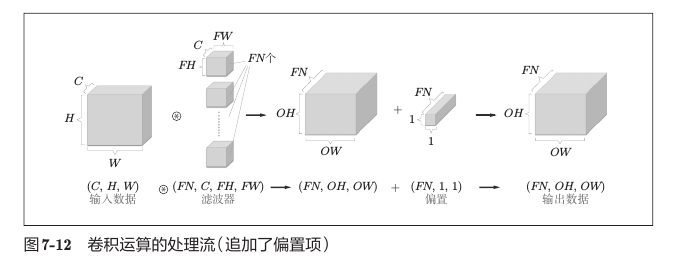 C FW
C FH FN个 FN FN FN
H OH + 1 OH
⊛
W OW 1 OW
(C, H, W) ⊛ (FN, C, FH, FW) → (FN, OH, OW) + (FN, 1, 1) → (FN, OH, OW)
输入数据 滤波器 偏置 输出数据
图7-12 卷积运算的处理流(追加了偏置项)